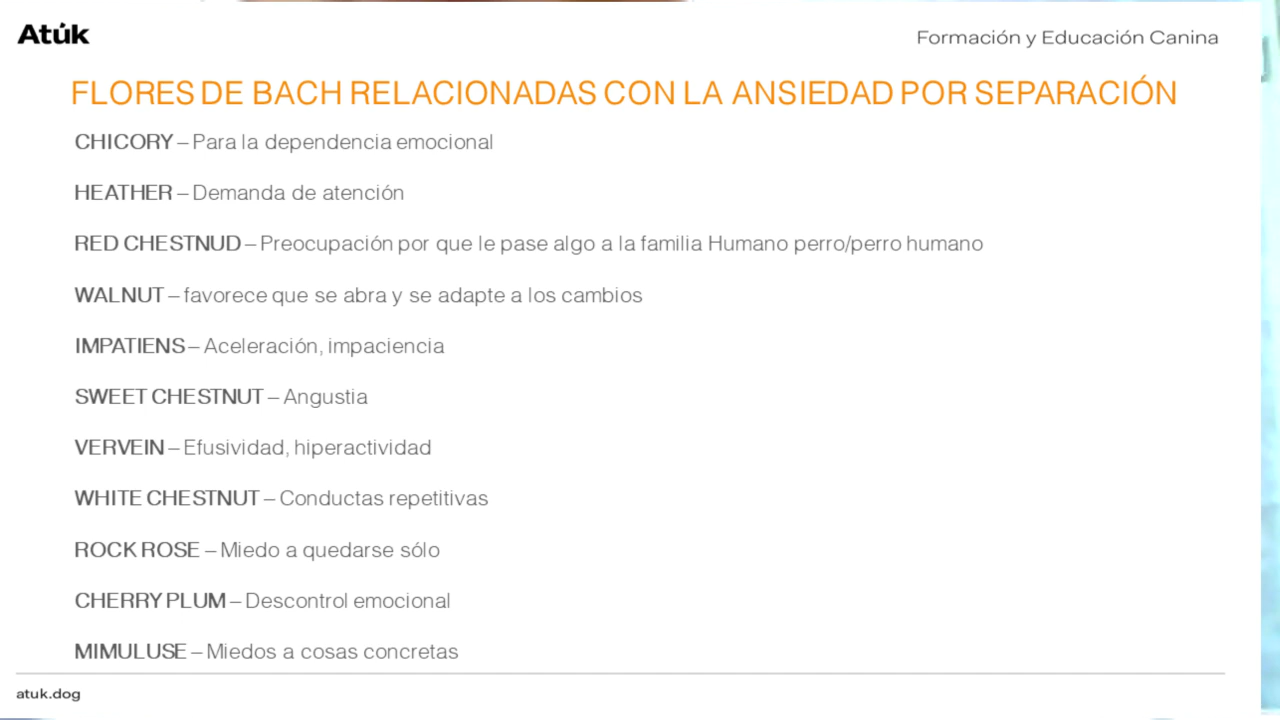 Atúk
Formación y Educación Canina
FLORES DE BACH RELACIONADAS CON LA ANSIEDAD POR SEPARACIÓN
CHICORY – Para la dependencia emocional
HEATHER – Demanda de atención
RED CHESTNUD – Preocupación por que le pase algo a la familia Humano perro/perro humano
WALNUT – favorece que se abra y se adapte a los cambios
IMPATIENS – Aceleración, impaciencia
SWEET CHESTNUT – Angustia
VERVEIN – Efusividad, hiperactividad
WHITE CHESTNUT – Conductas repetitivas
ROCK ROSE – Miedo a quedarse sólo
CHERRY PLUM – Descontrol emocional
MIMULUSE – Miedos a cosas concretas
atuk.dog